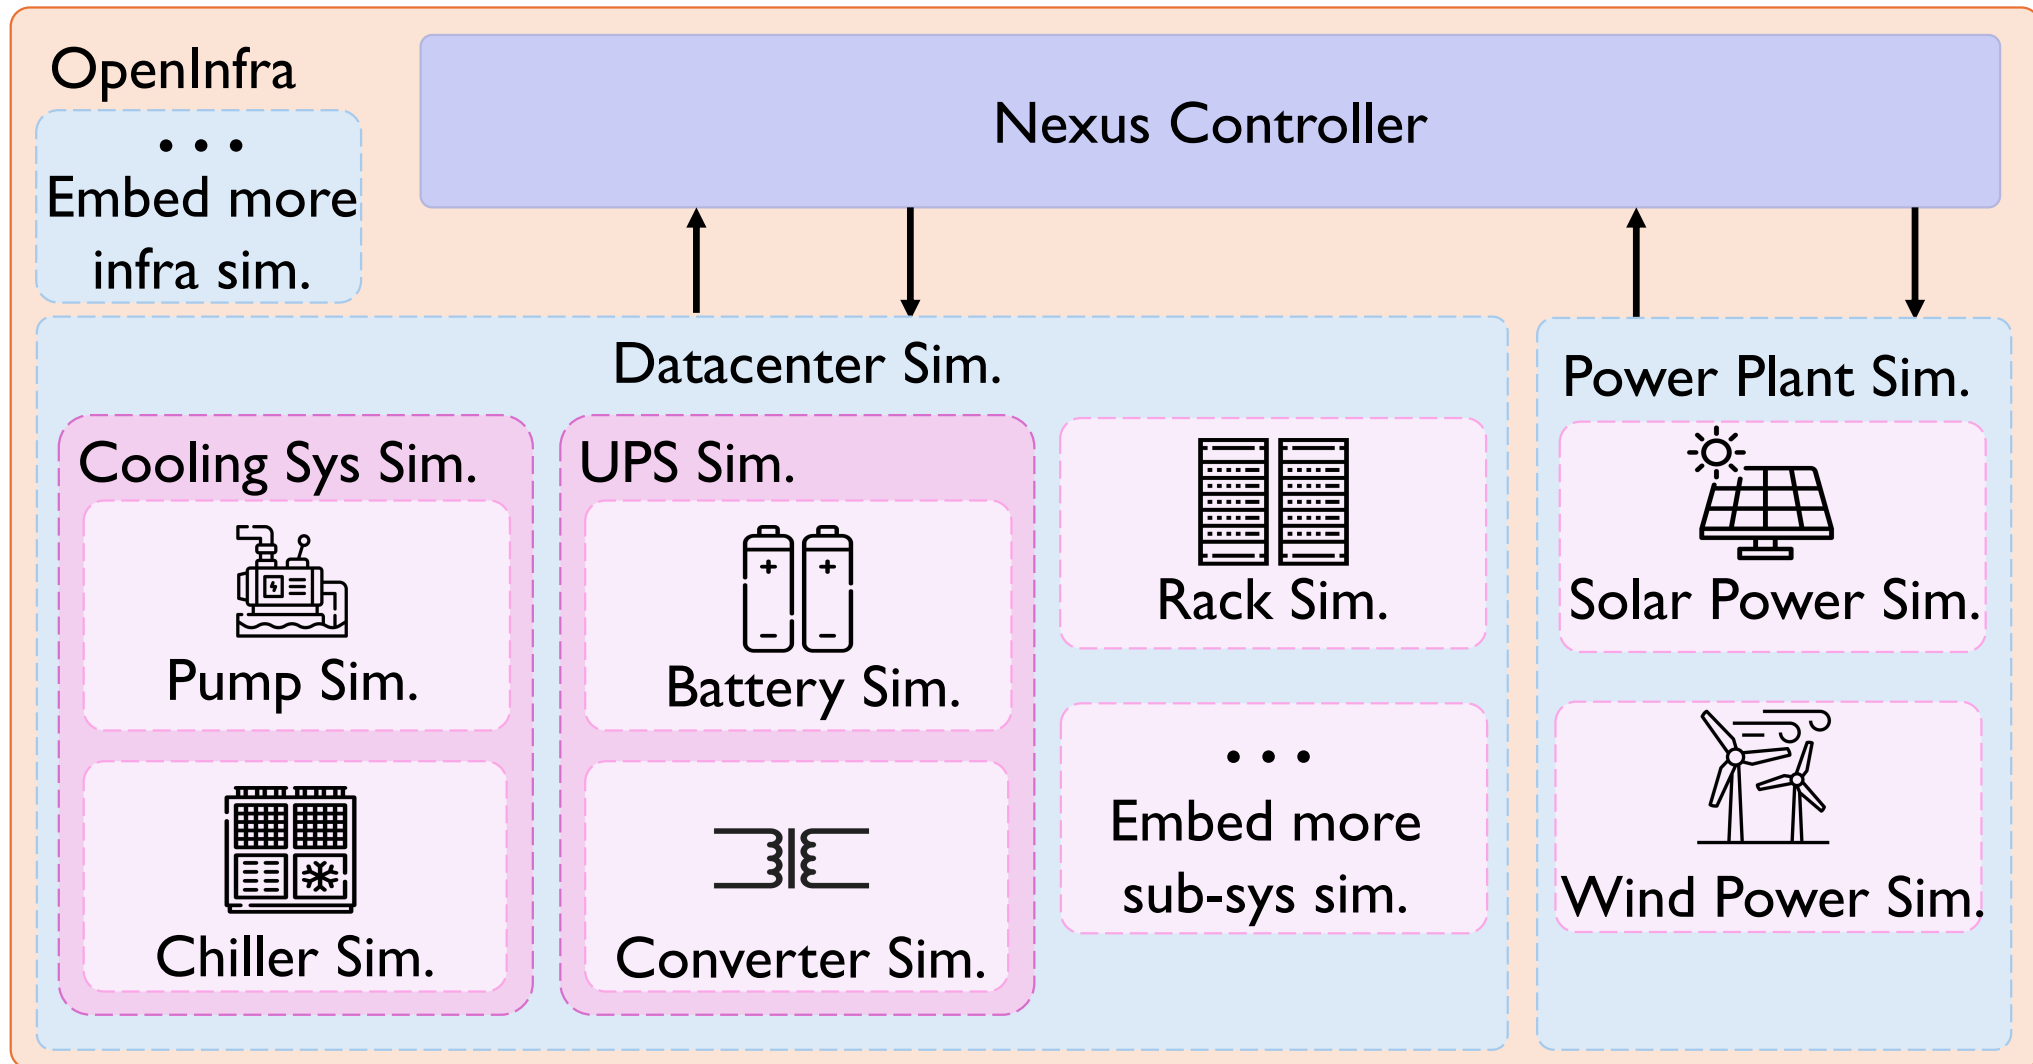 OpenInfra
Nexus Controller
...
Embed more
infra sim.
Datacenter Sim.
Cooling Sys Sim.
Pump Sim.
Chiller Sim.
UPS Sim.
Battery Sim.
Converter Sim.
Rack Sim.
...
Embed more
sub-sys sim.
Power Plant Sim.
Solar Power Sim.
Wind Power Sim.